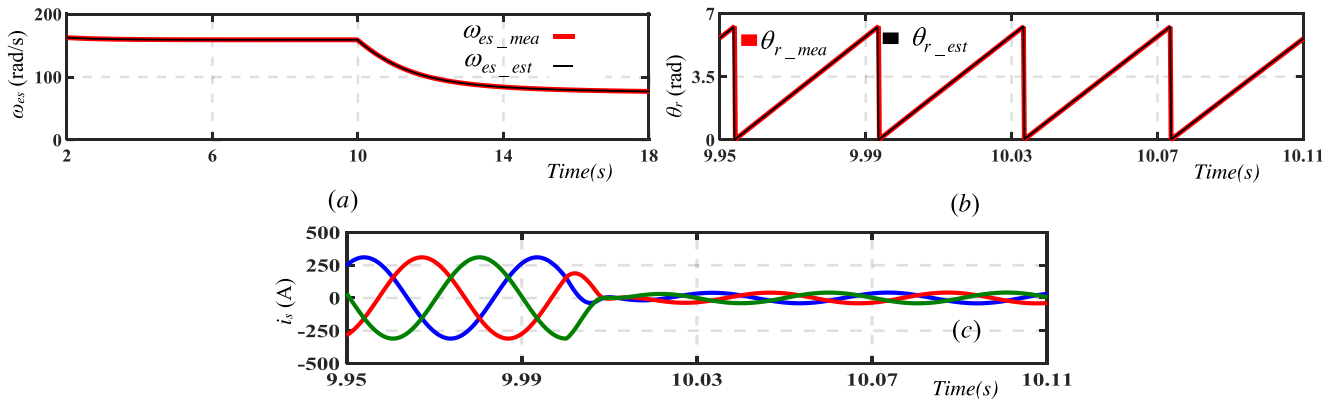 200
ω_es_mea
ω_es_est
100
0
ω_es (rad/s)
2 6 10 14 18
Time(s)
(a)
7
θ_r_mea θ_r_est
3.5
0
θ_r (rad)
9.95 9.99 10.03 10.07 10.11
Time(s)
(b)
500
250
0
-250
-500
i_s (A)
(c)
9.95 9.99 10.03 10.07 10.11
Time(s)